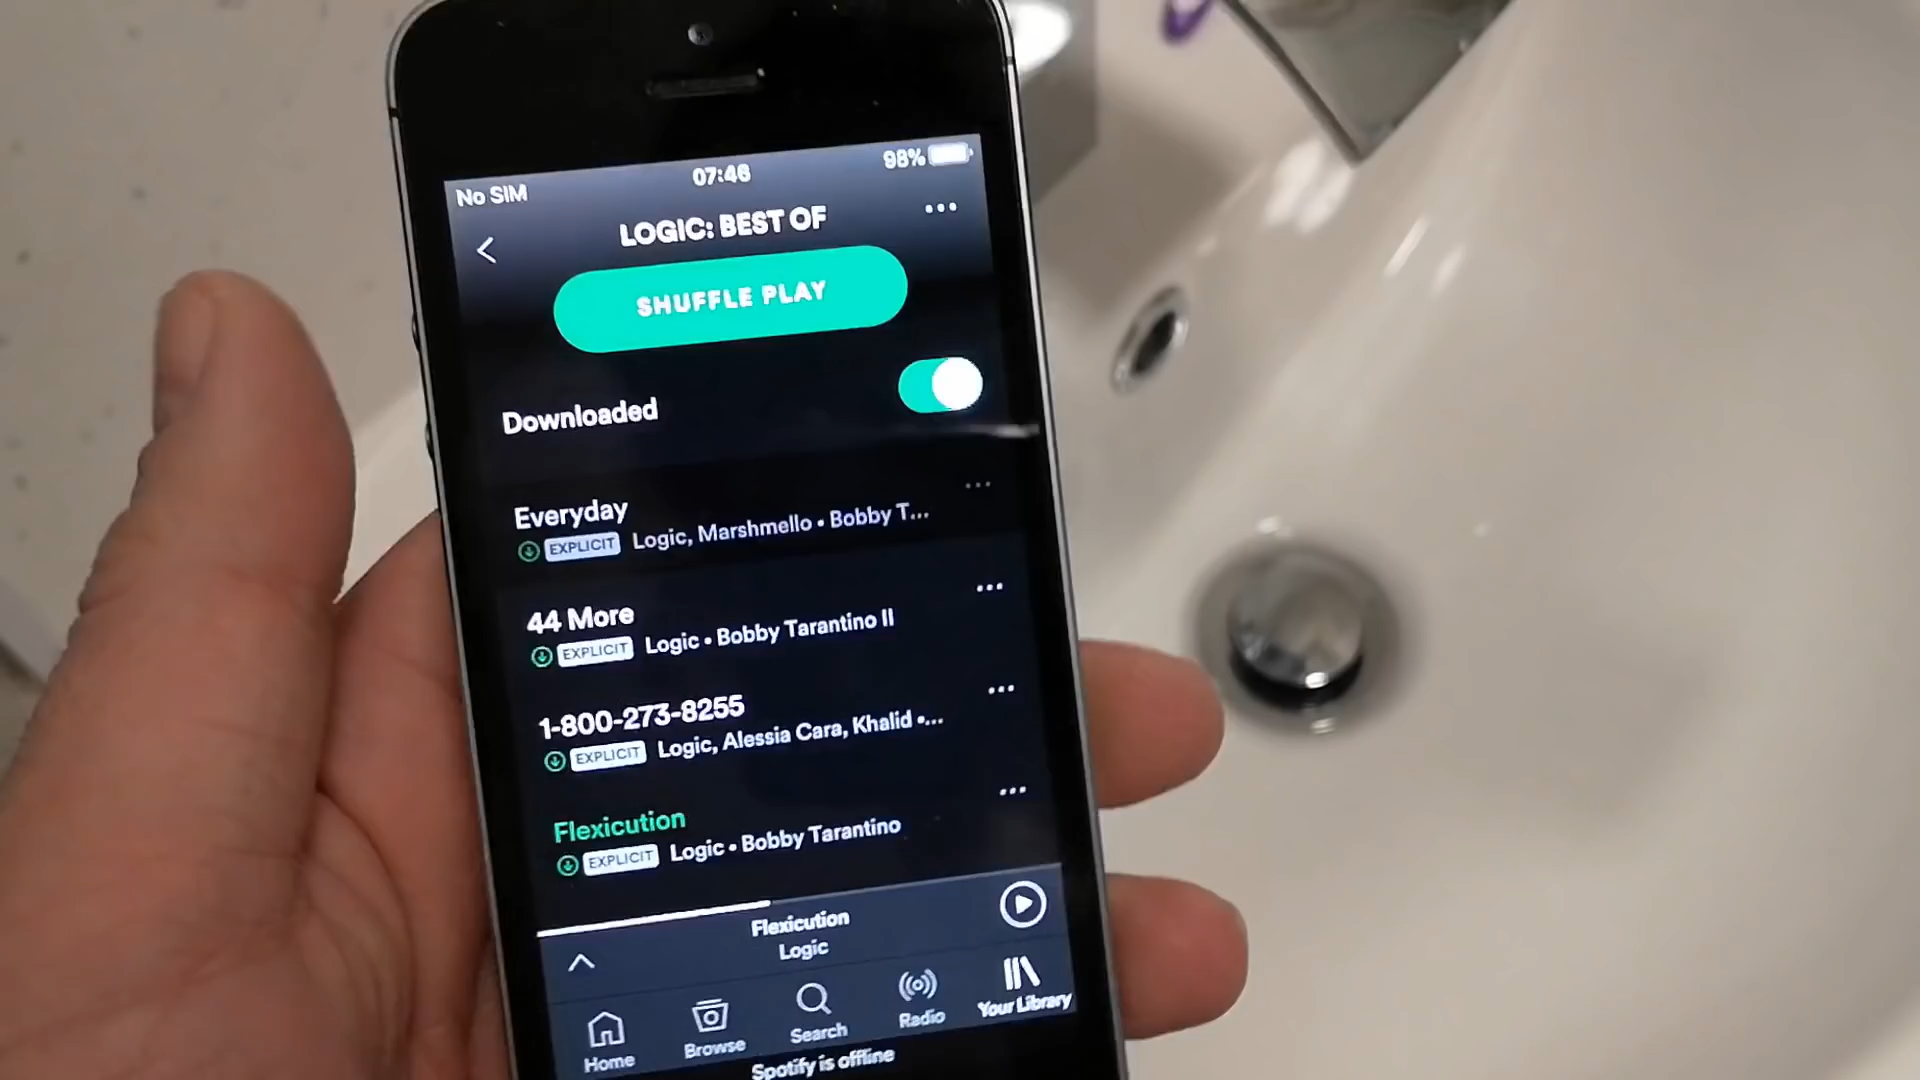 No SIM 07:46 98%
LOGIC: BEST OF
SHUFFLE PLAY
Downloaded
Everyday
EXPLICIT Logic, Marshmello • Bobby T...
44 More
EXPLICIT Logic • Bobby Tarantino II
1-800-273-8255
EXPLICIT Logic, Alessia Cara, Khalid •...
Flexicution
EXPLICIT Logic • Bobby Tarantino
Flexicution
Logic
Home Browse Search Radio Your Library
Spotify is offline